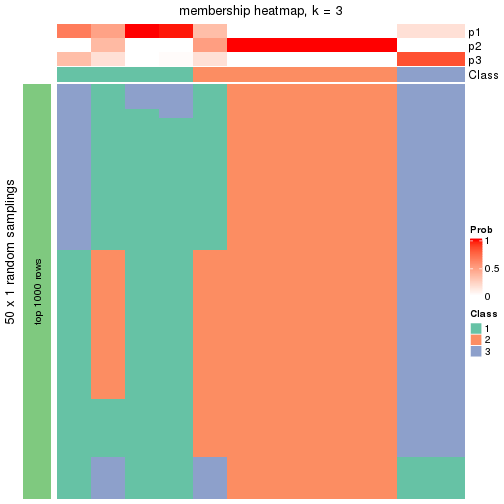 membership heatmap, k = 3
p1
p2
p3
Class
50 x 1 random samplings
top 1000 rows
Prob
1
0.5
0
Class
1
2
3